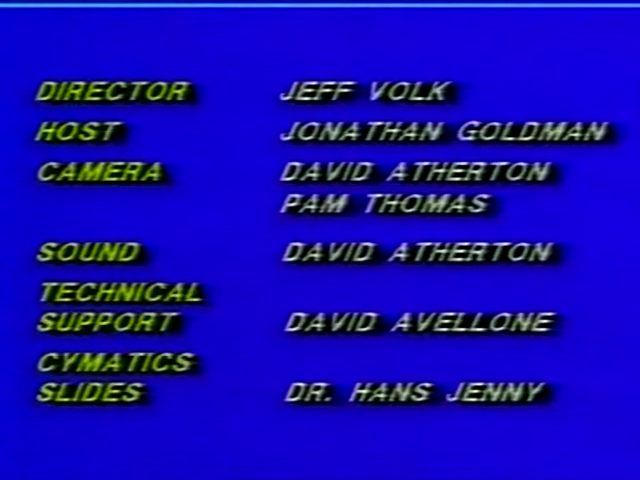 DIRECTOR JEFF VOLK
HOST JONATHAN GOLDMAN
CAMERA DAVID ATHERTON
PAM THOMAS
SOUND DAVID ATHERTON
TECHNICAL
SUPPORT DAVID AVELLONE
CYMATICS
SLIDES DR. HANS JENNY